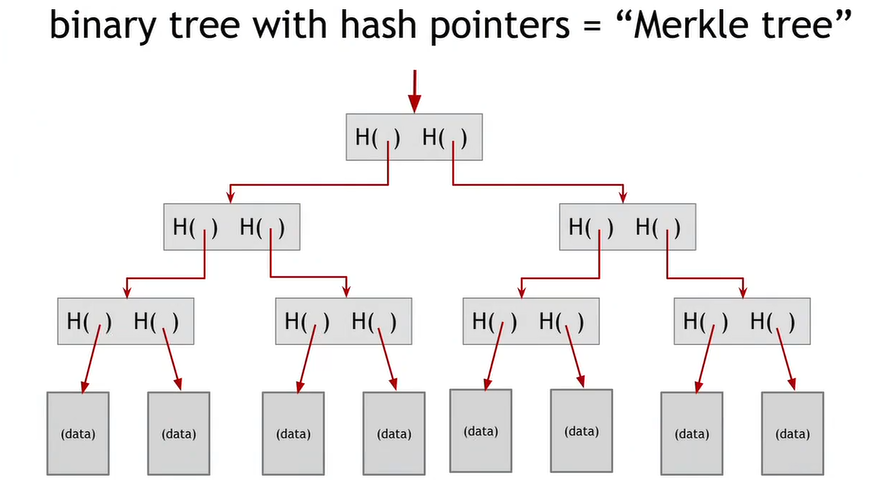 binary tree with hash pointers = “Merkle tree”
H( ) H( )
H( ) H( ) H( ) H( )
H( ) H( ) H( ) H( ) H( ) H( ) H( ) H( )
(data) (data) (data) (data) (data) (data) (data) (data)